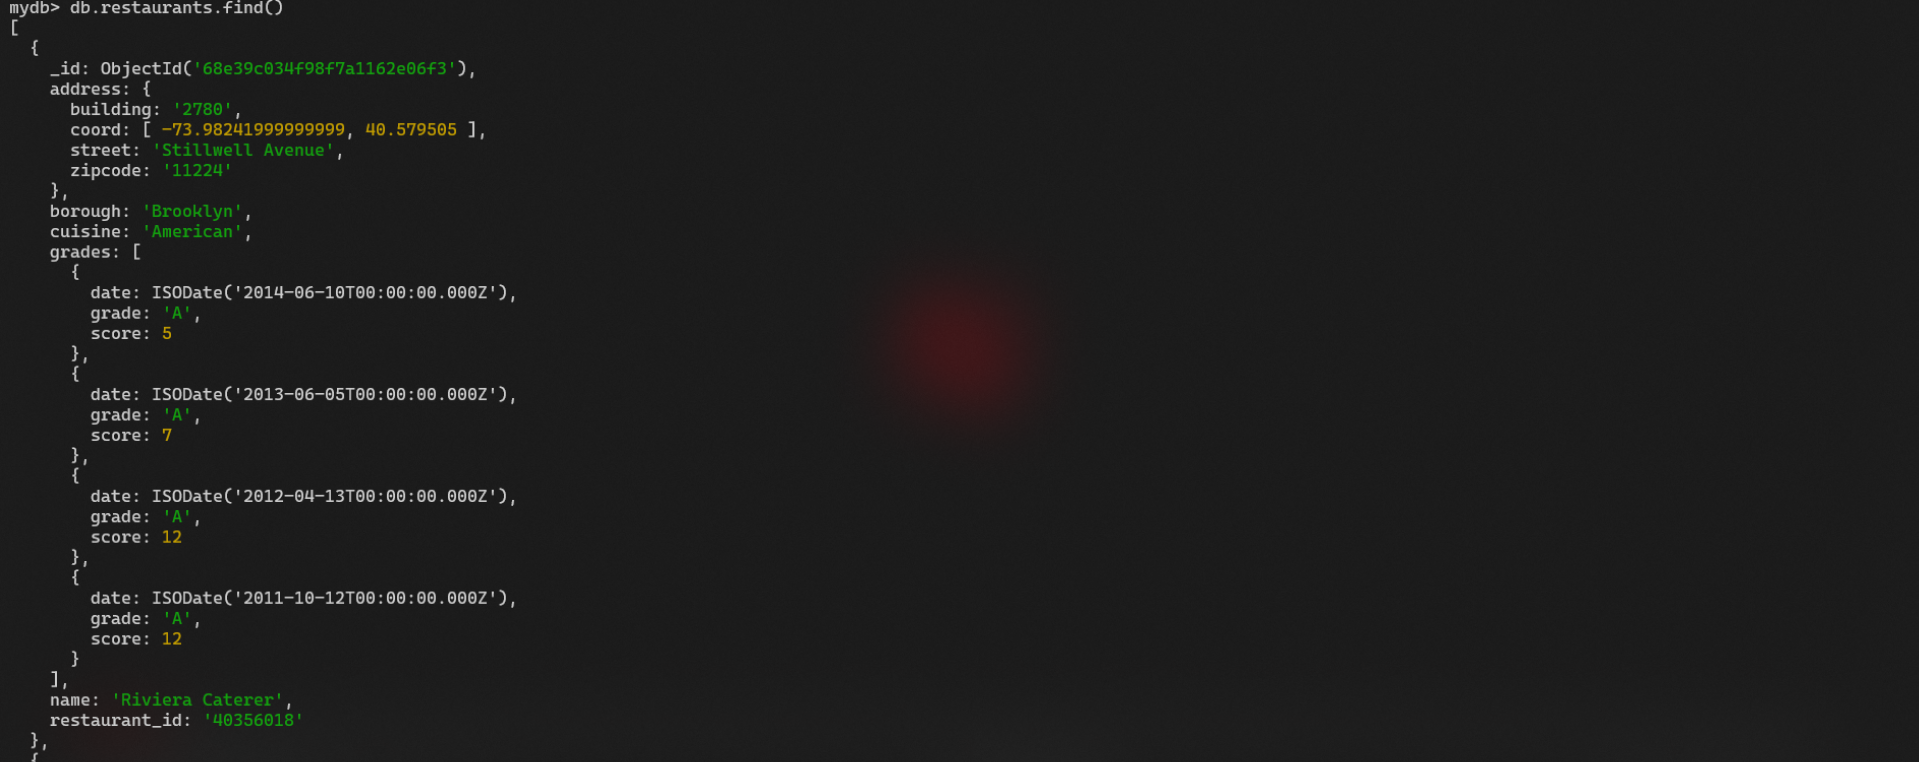 mydb> db.restaurants.find()
[
  {
    _id: ObjectId('68e39c034f98f7a1162e06f3'),
    address: {
      building: '2780',
      coord: [ -73.98241999999999, 40.579505 ],
      street: 'Stillwell Avenue',
      zipcode: '11224'
    },
    borough: 'Brooklyn',
    cuisine: 'American',
    grades: [
      {
        date: ISODate('2014-06-10T00:00:00.000Z'),
        grade: 'A',
        score: 5
      },
      {
        date: ISODate('2013-06-05T00:00:00.000Z'),
        grade: 'A',
        score: 7
      },
      {
        date: ISODate('2012-04-13T00:00:00.000Z'),
        grade: 'A',
        score: 12
      },
      {
        date: ISODate('2011-10-12T00:00:00.000Z'),
        grade: 'A',
        score: 12
      }
    ],
    name: 'Riviera Caterer',
    restaurant_id: '40356018'
  },
  {